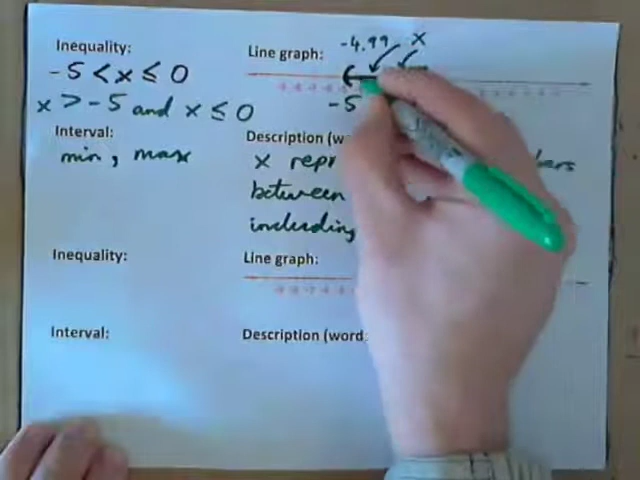 Inequality:
-5 < x ≤ 0
x > -5 and x ≤ 0
Line graph:
-4.99 x
-5
Interval:
min, max
Description (wo
x repr
between
including
Inequality:
Line graph:
Interval:
Description (word